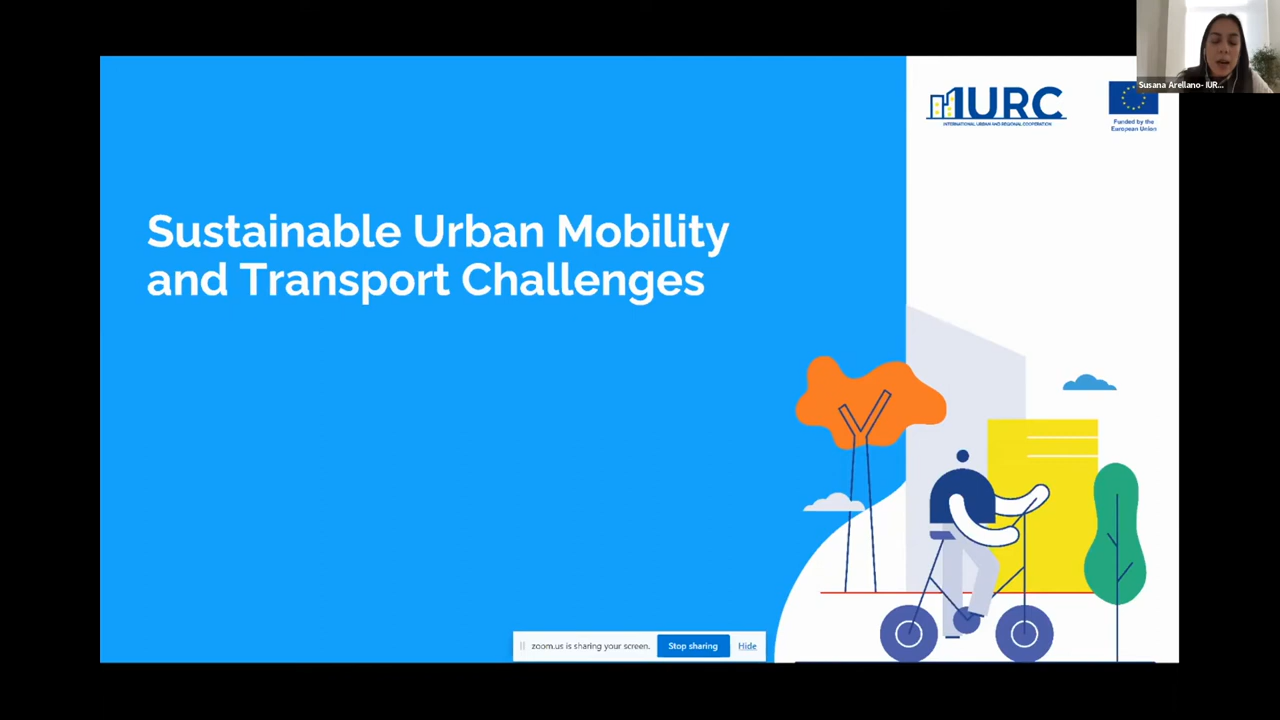 Susana Arellano- IUR...
IURC
INTERNATIONAL URBAN AND REGIONAL COOPERATION
Funded by the
European Union
Sustainable Urban Mobility
and Transport Challenges
zoom.us is sharing your screen. Stop sharing Hide